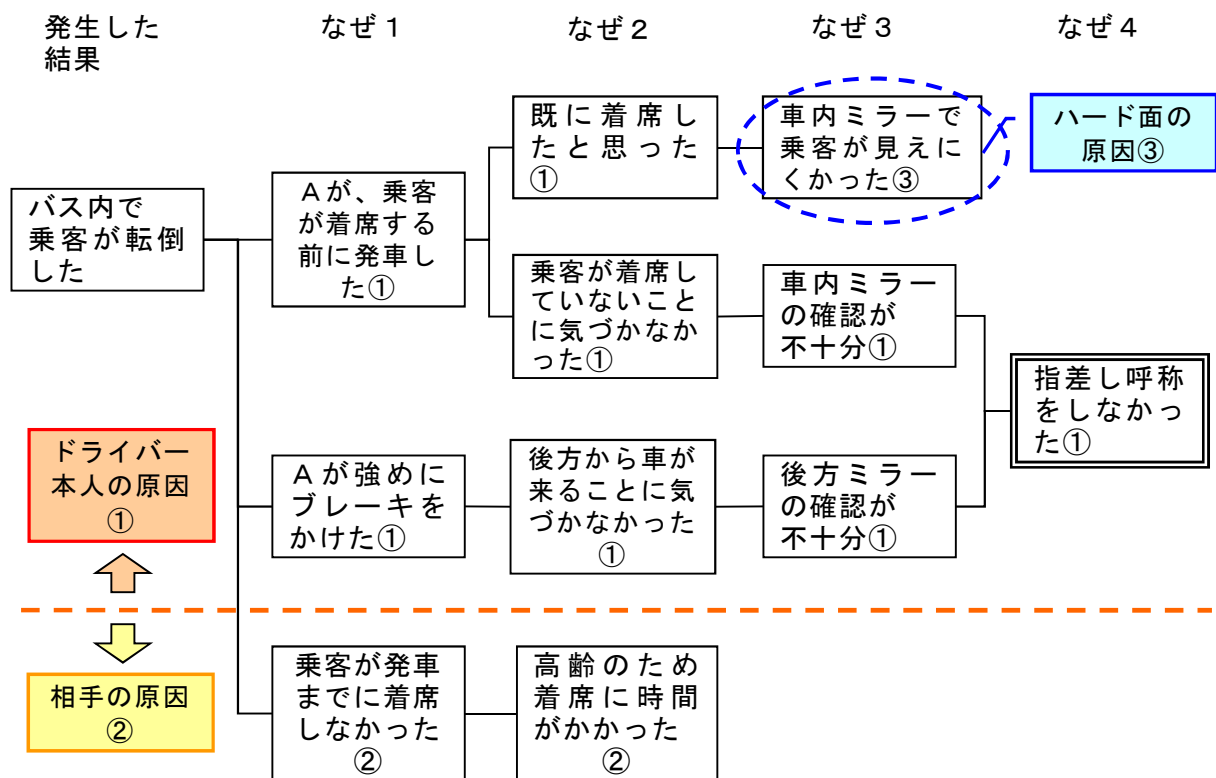 発生した
結果
なぜ１
なぜ２
なぜ３
なぜ４
バス内で
乗客が転倒
した
Ａが、乗客
が着席する
前に発車し
た①
既に着席し
たと思った
①
車内ミラーで
乗客が見えに
くかった③
ハード面の
原因③
乗客が着席し
ていないこと
に気づかなか
った①
車内ミラー
の確認が
不十分①
指差し呼称
をしなかっ
た①
ドライバー
本人の原因
①
Ａが強めに
ブレーキを
かけた①
後方から車が
来ることに気
づかなかった
①
後方ミラー
の確認が
不十分①
相手の原因
②
乗客が発車
までに着席
しなかった
②
高齢のため
着席に時間
がかかった
②